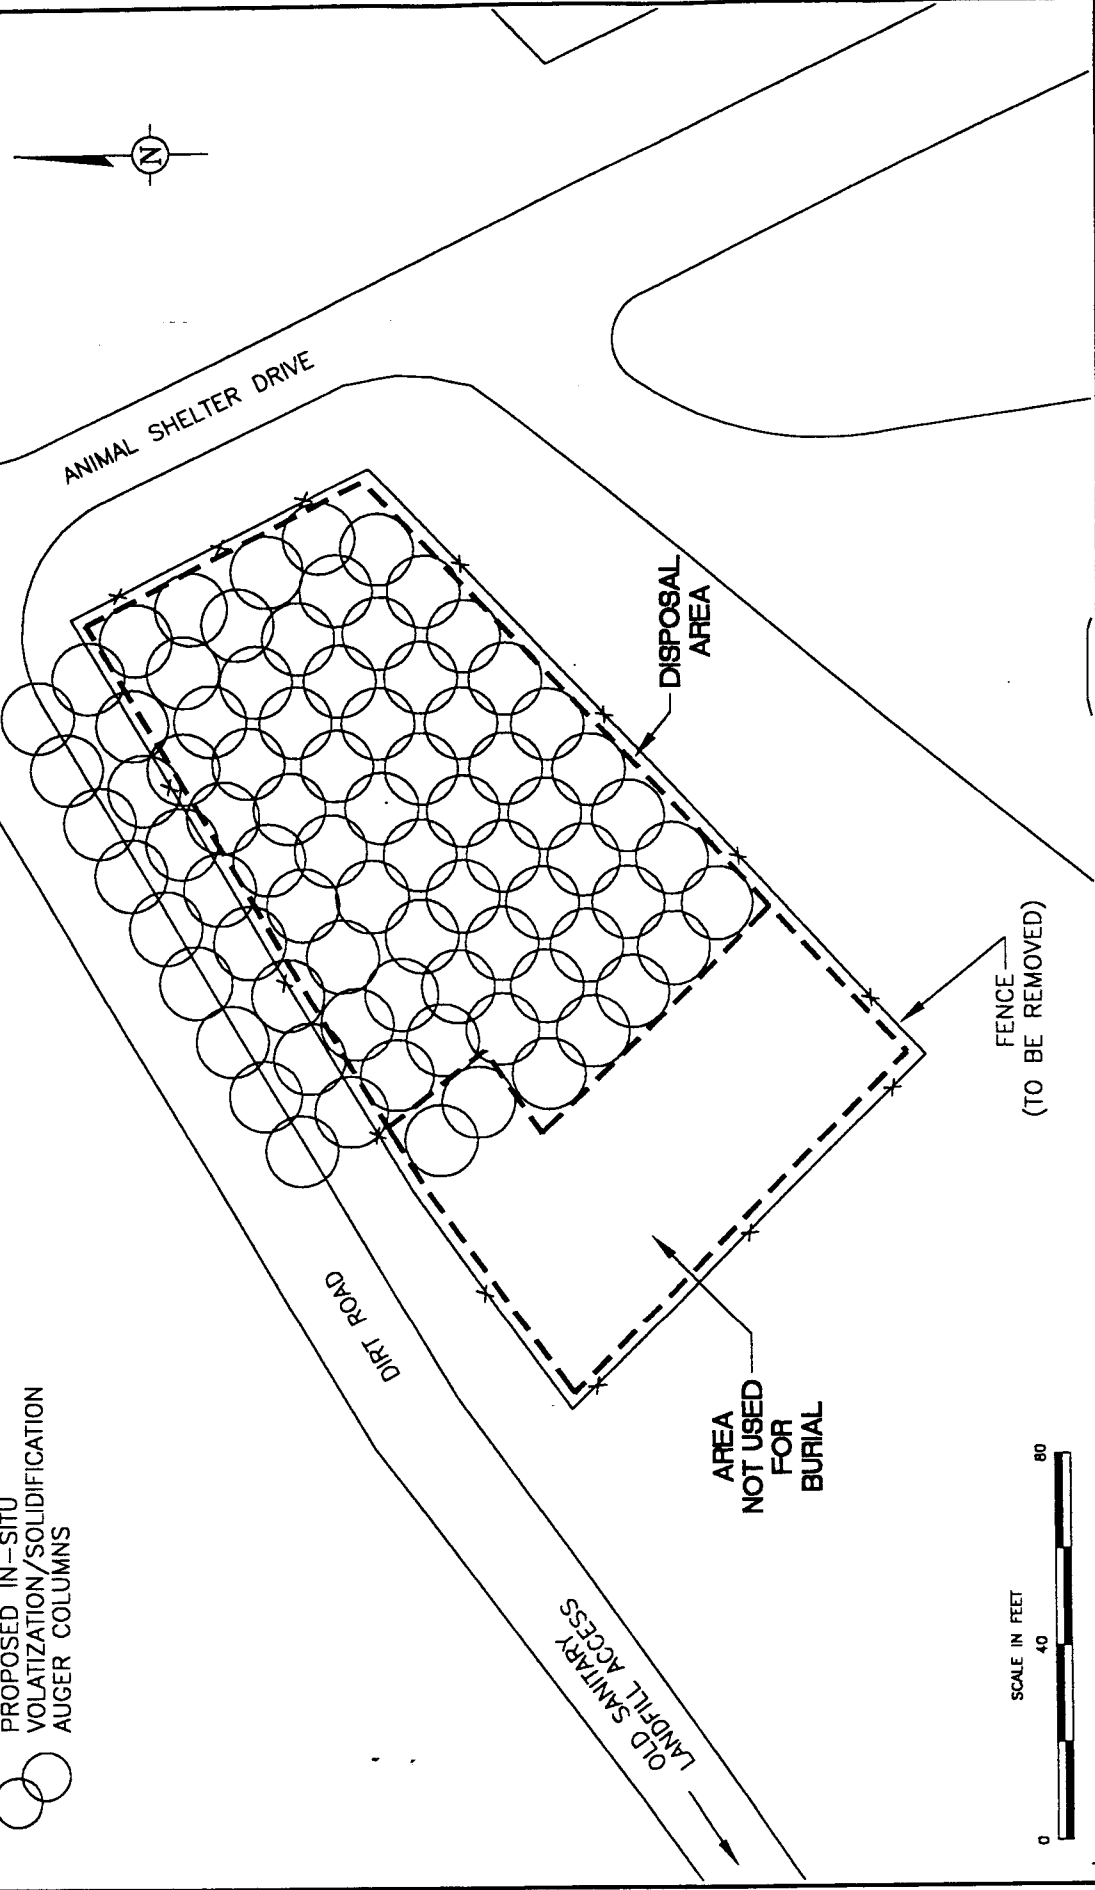 PROPOSED IN-SITU
VOLATIZATION/SOLIDIFICATION
AUGER COLUMNS
N
ANIMAL SHELTER DRIVE
DISPOSAL
AREA
FENCE
(TO BE REMOVED)
DIRT ROAD
AREA
NOT USED
FOR
BURIAL
OLD SANITARY
LANDFILL ACCESS
SCALE IN FEET
0 40 80